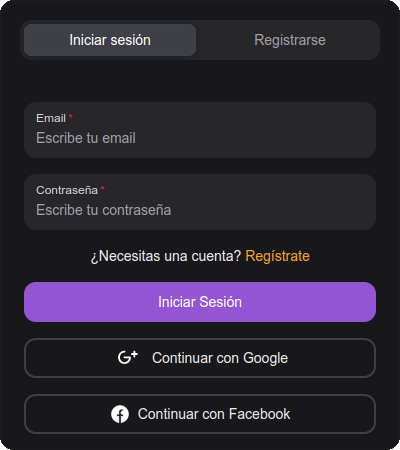 Iniciar sesión Registrarse
Email *
Escribe tu email
Contraseña *
Escribe tu contraseña
¿Necesitas una cuenta? Regístrate
Iniciar Sesión
G+ Continuar con Google
Continuar con Facebook